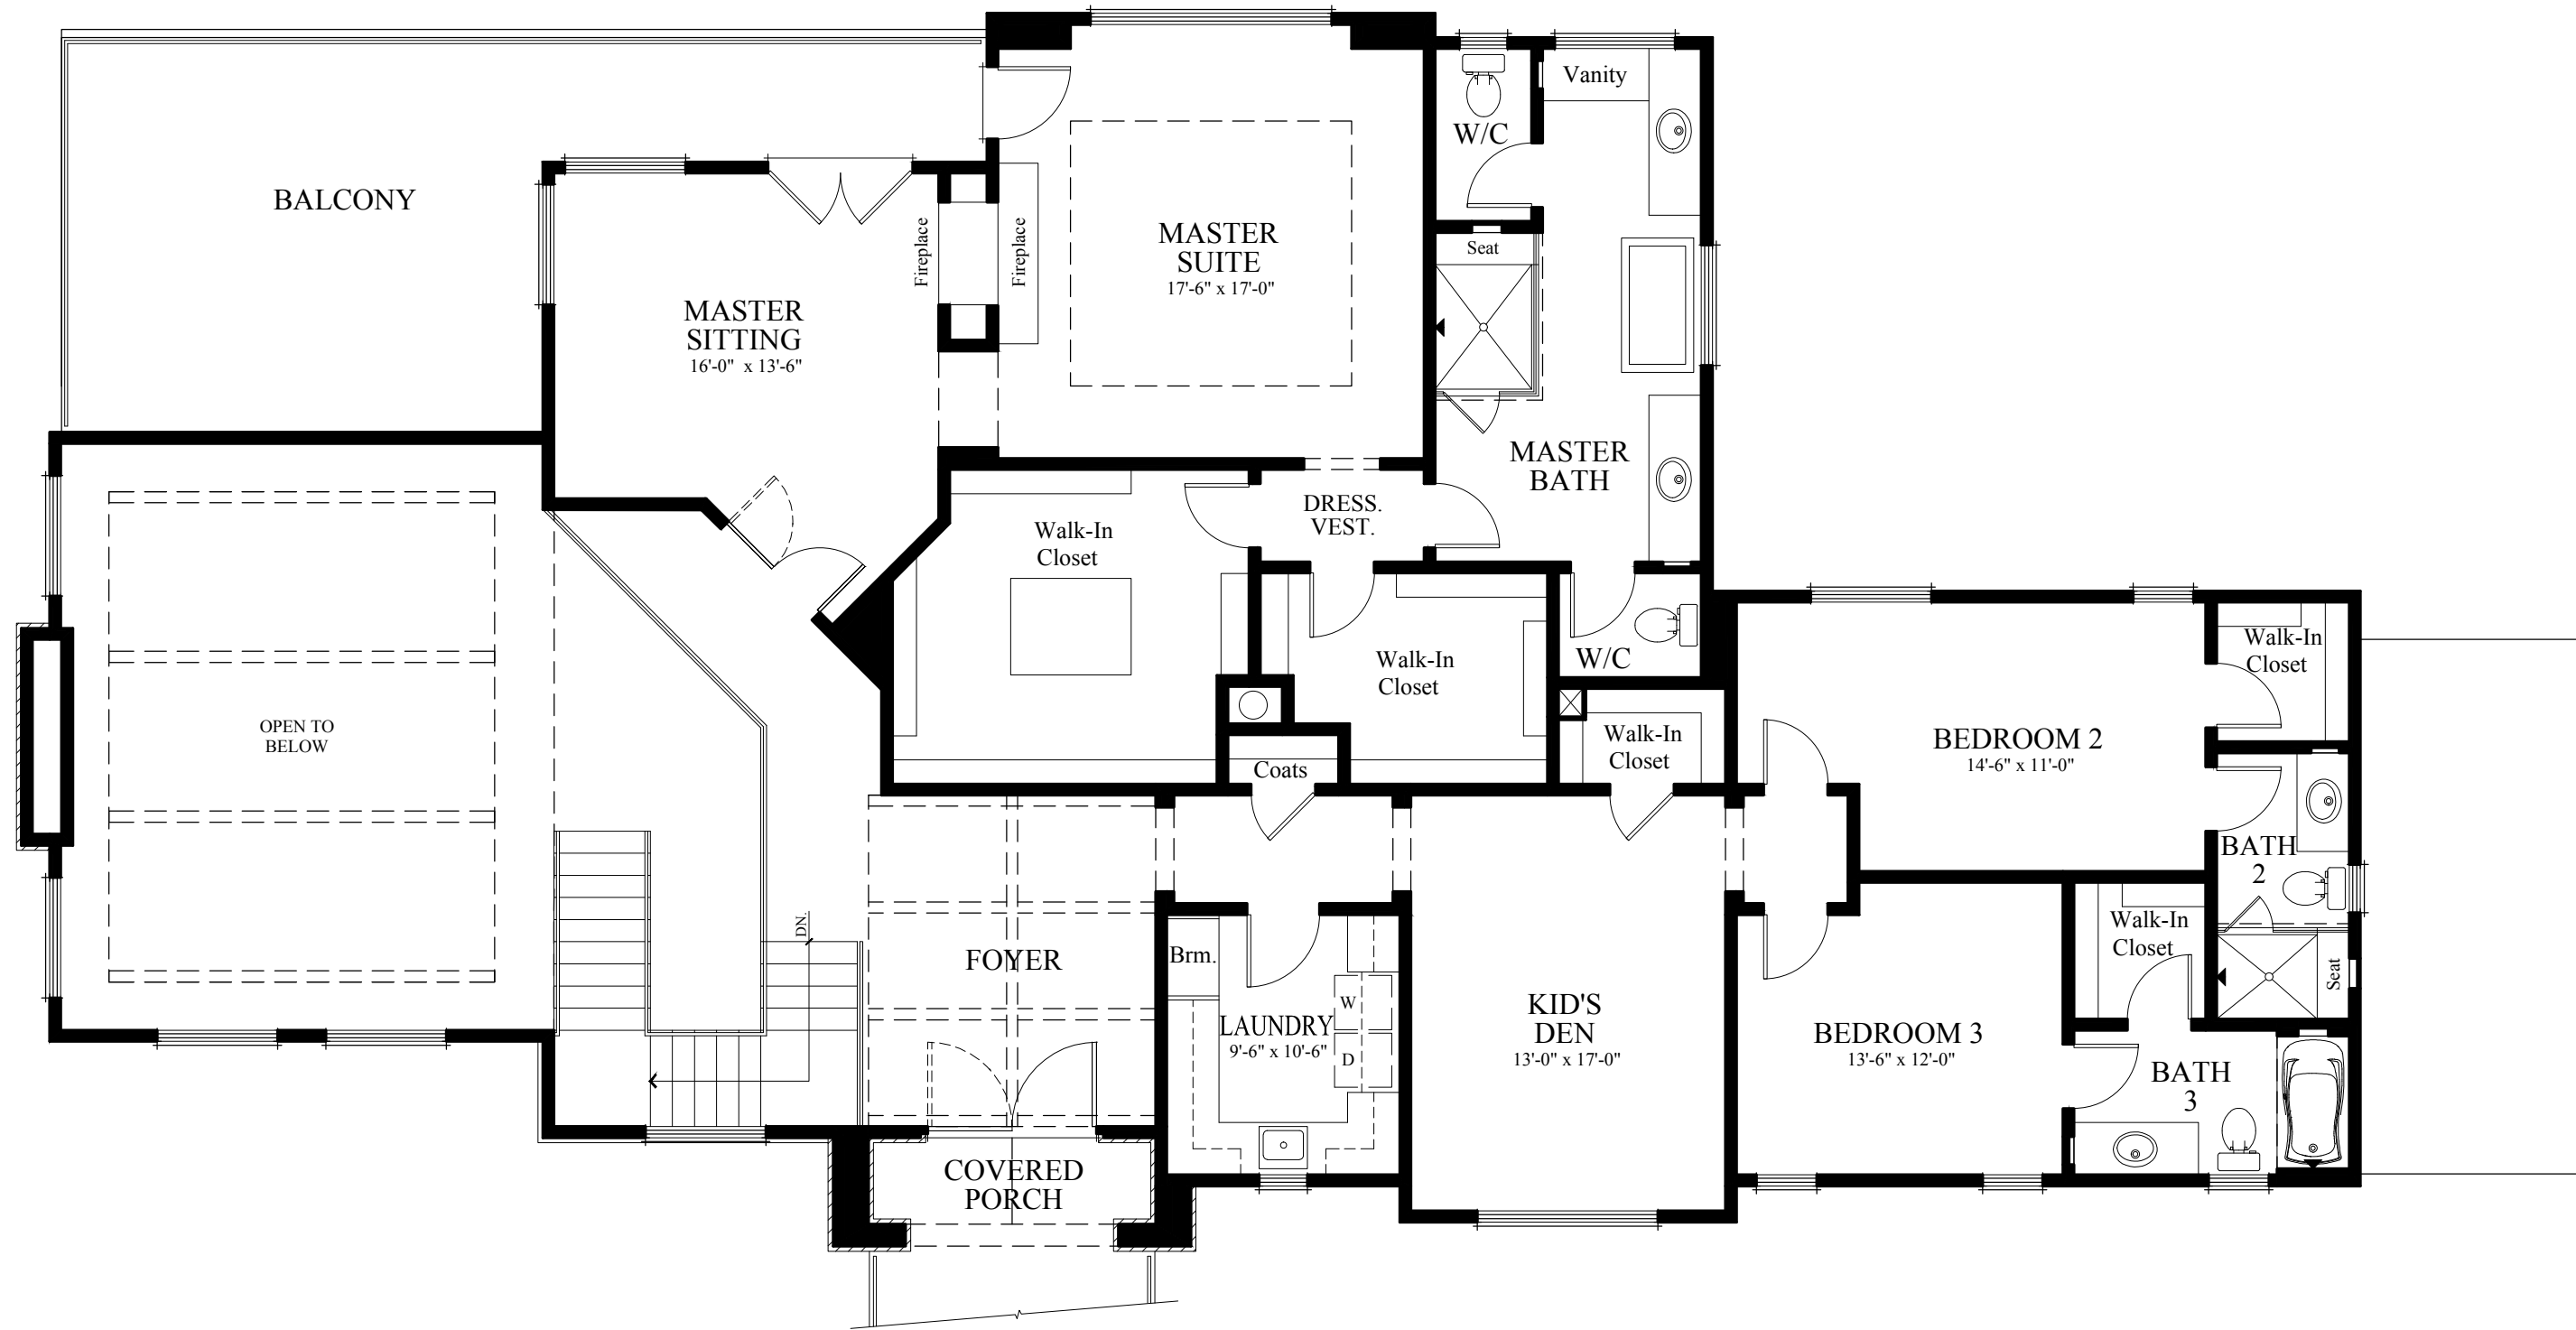 Vanity
W/C
BALCONY
Fireplace
Fireplace
MASTER
SUITE
17'-6" x 17'-0"
Seat
MASTER
SITTING
16'-0" x 13'-6"
MASTER
BATH
DRESS.
VEST.
Walk-In
Closet
Walk-In
Closet
W/C
Walk-In
Closet
OPEN TO
BELOW
Walk-In
Closet
BEDROOM 2
14'-6" x 11'-0"
Coats
BATH
2
DN.
FOYER
Brm.
Walk-In
Closet
Seat
W
LAUNDRY
9'-6" x 10'-6"
D
KID'S
DEN
13'-0" x 17'-0"
BEDROOM 3
13'-6" x 12'-0"
BATH
3
COVERED
PORCH